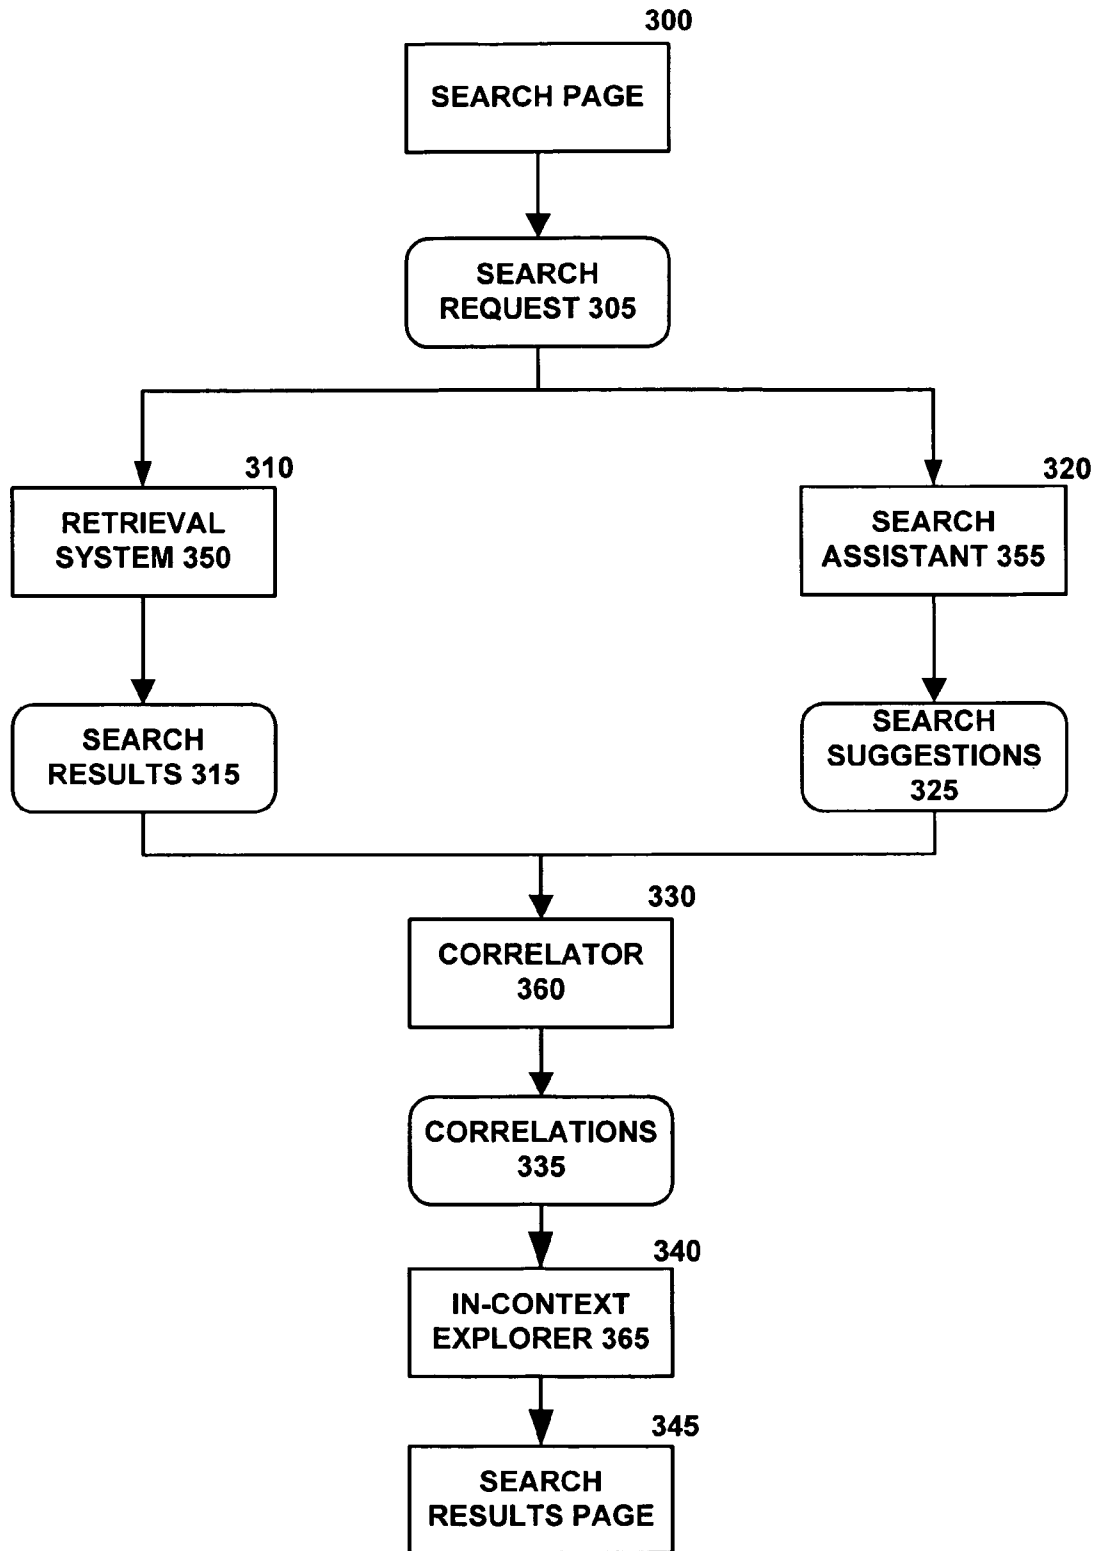 300
SEARCH PAGE
SEARCH
REQUEST 305
310
RETRIEVAL
SYSTEM 350
320
SEARCH
ASSISTANT 355
SEARCH
RESULTS 315
SEARCH
SUGGESTIONS
325
330
CORRELATOR
360
CORRELATIONS
335
340
IN-CONTEXT
EXPLORER 365
345
SEARCH
RESULTS PAGE